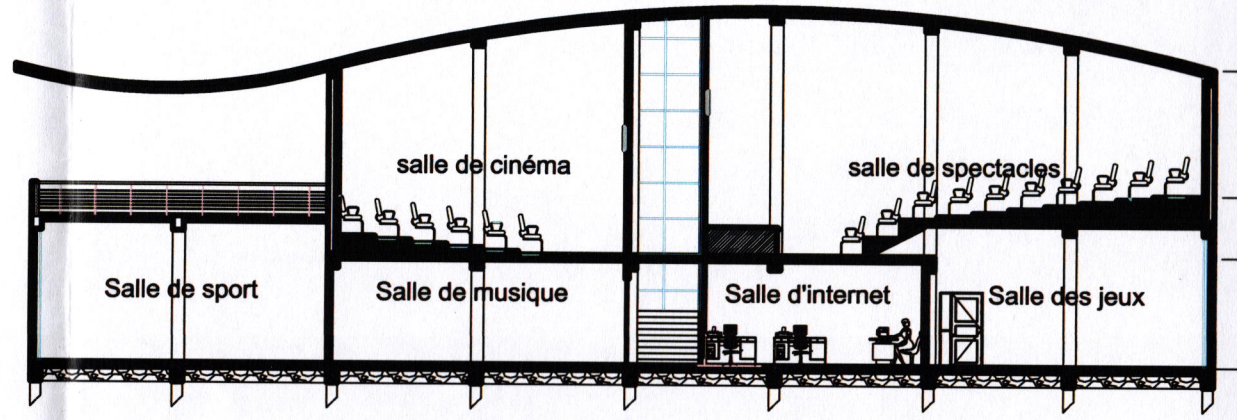 salle de cinéma
salle de spectacles
Salle de sport
Salle de musique
Salle d'internet
Salle des jeux